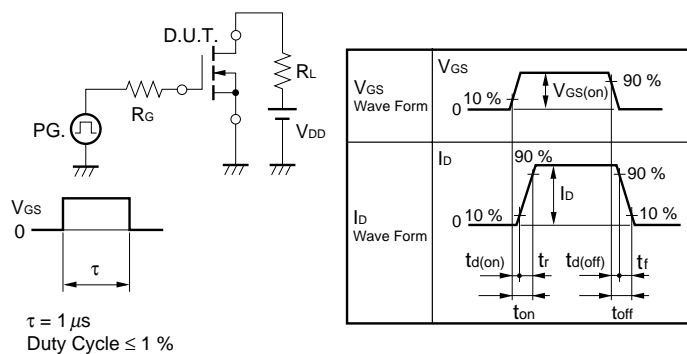 D.U.T.
RL
RG
PG.
VDD
VGS
0
τ
τ = 1 μs
Duty Cycle ≤ 1 %
VGS
Wave Form
VGS
90 %
VGS(on)
10 %
0
ID
Wave Form
ID
90 %
90 %
ID
0 10 %
10 %
td(on) tr td(off) tf
ton toff